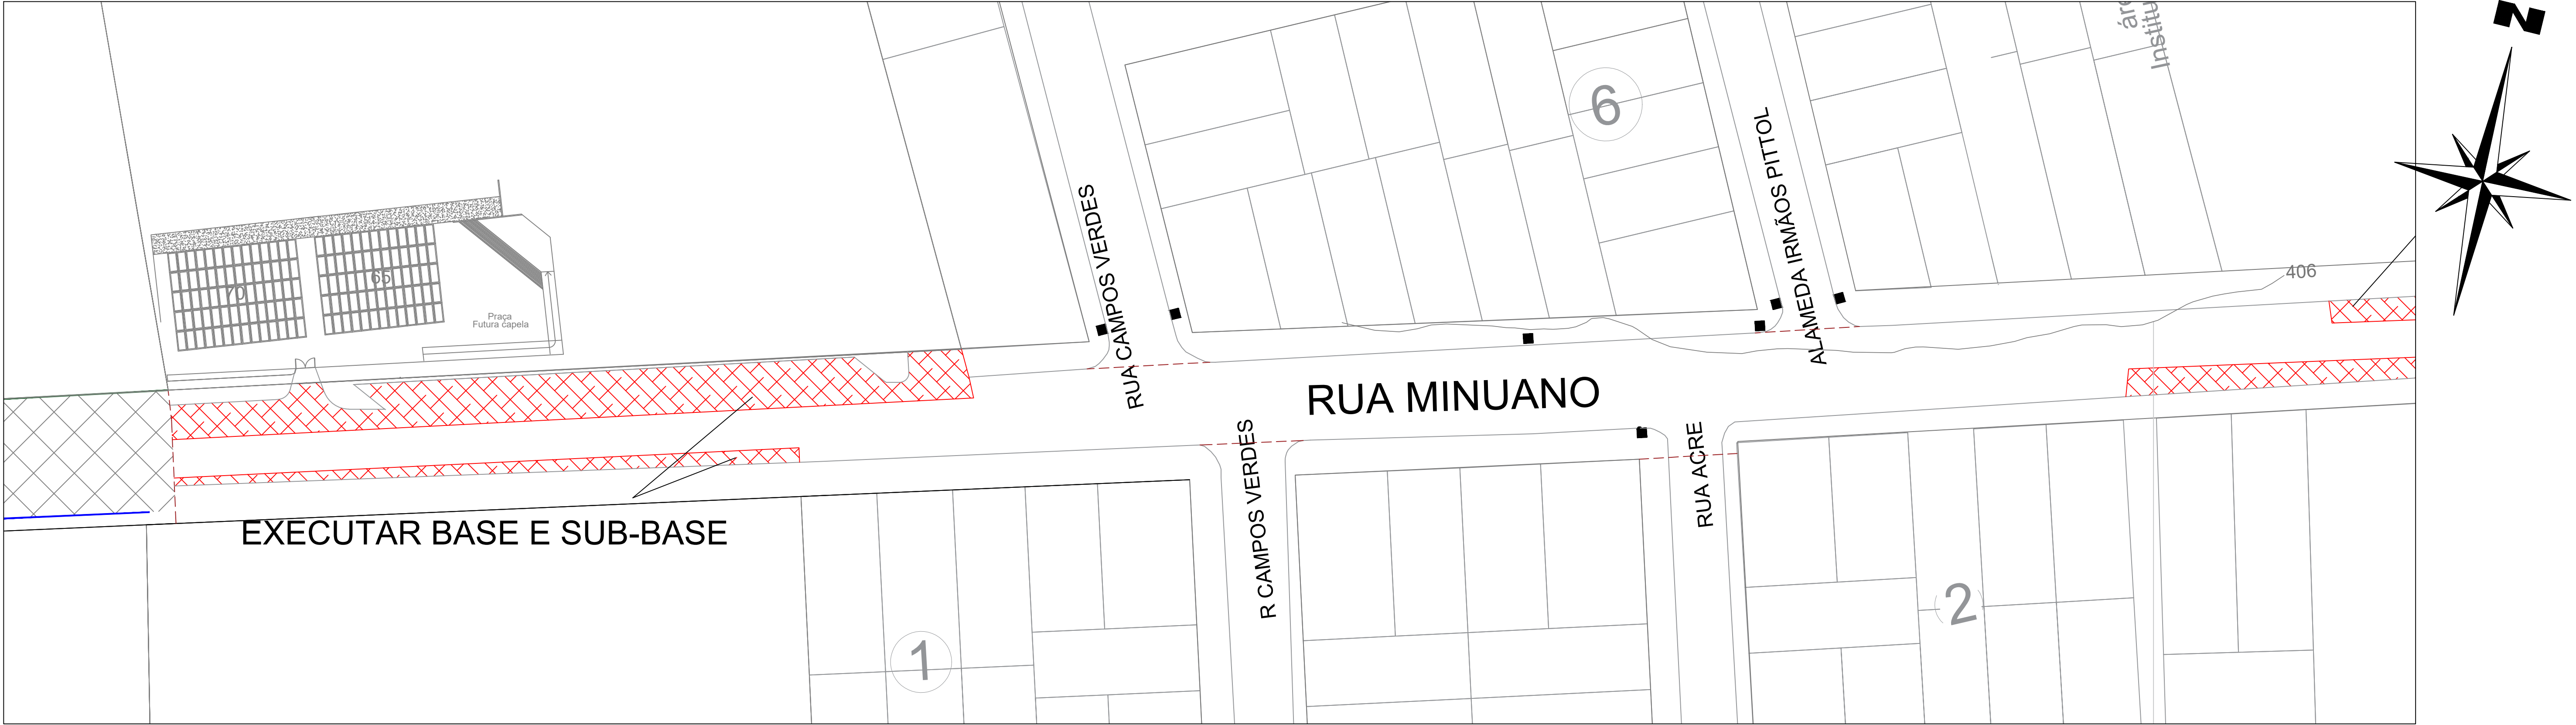 N
6
Institu
406
70
65
Praça
Futura capela
RUA CAMPOS VERDES
ALAMEDA IRMÃOS PITTOL
RUA MINUANO
R CAMPOS VERDES
RUA ACRE
EXECUTAR BASE E SUB-BASE
1
2